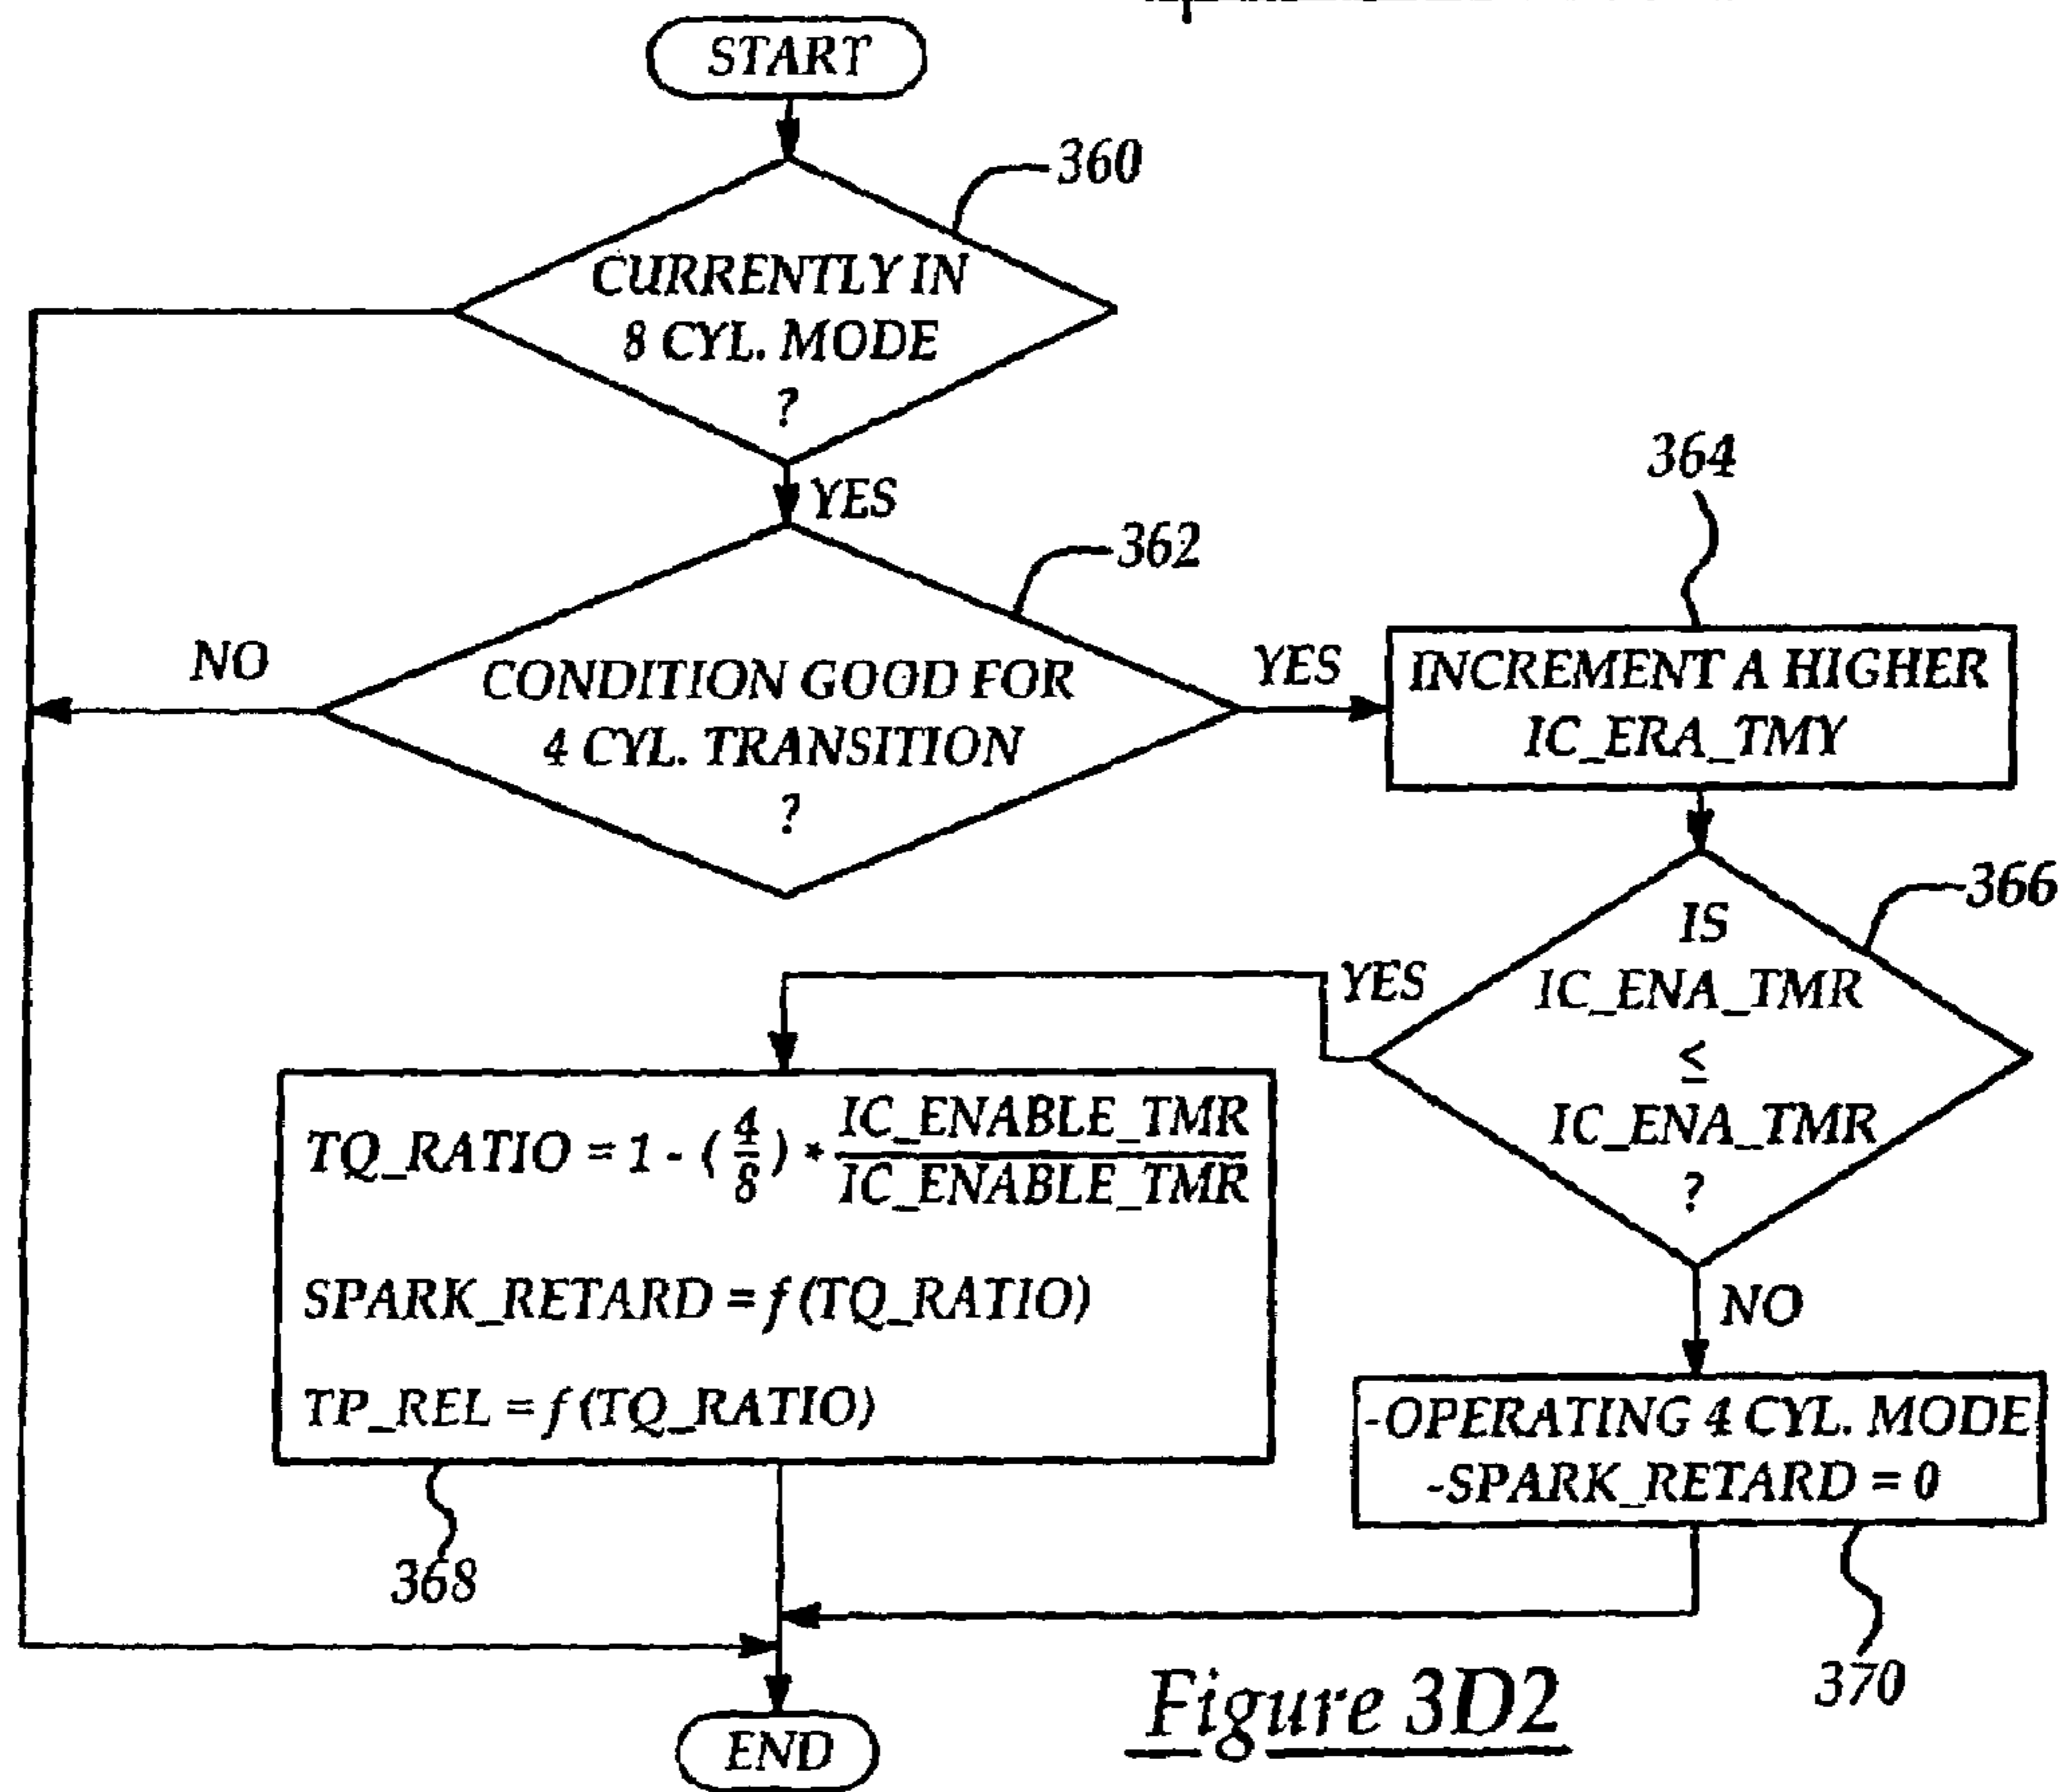 START
360
CURRENTLY IN
8 CYL. MODE
?
YES
362
364
NO
CONDITION GOOD FOR
4 CYL. TRANSITION
?
YES
INCREMENT A HIGHER
IC_ERA_TMY
366
IS
IC_ENA_TMR
≤
IC_ENA_TMR
?
YES
TQ_RATIO = 1 - (4/8) * IC_ENABLE_TMR/IC_ENABLE_TMR
SPARK_RETARD = f(TQ_RATIO)
TP_REL = f(TQ_RATIO)
NO
-OPERATING 4 CYL. MODE
-SPARK_RETARD = 0
368
370
END
Figure 3D2